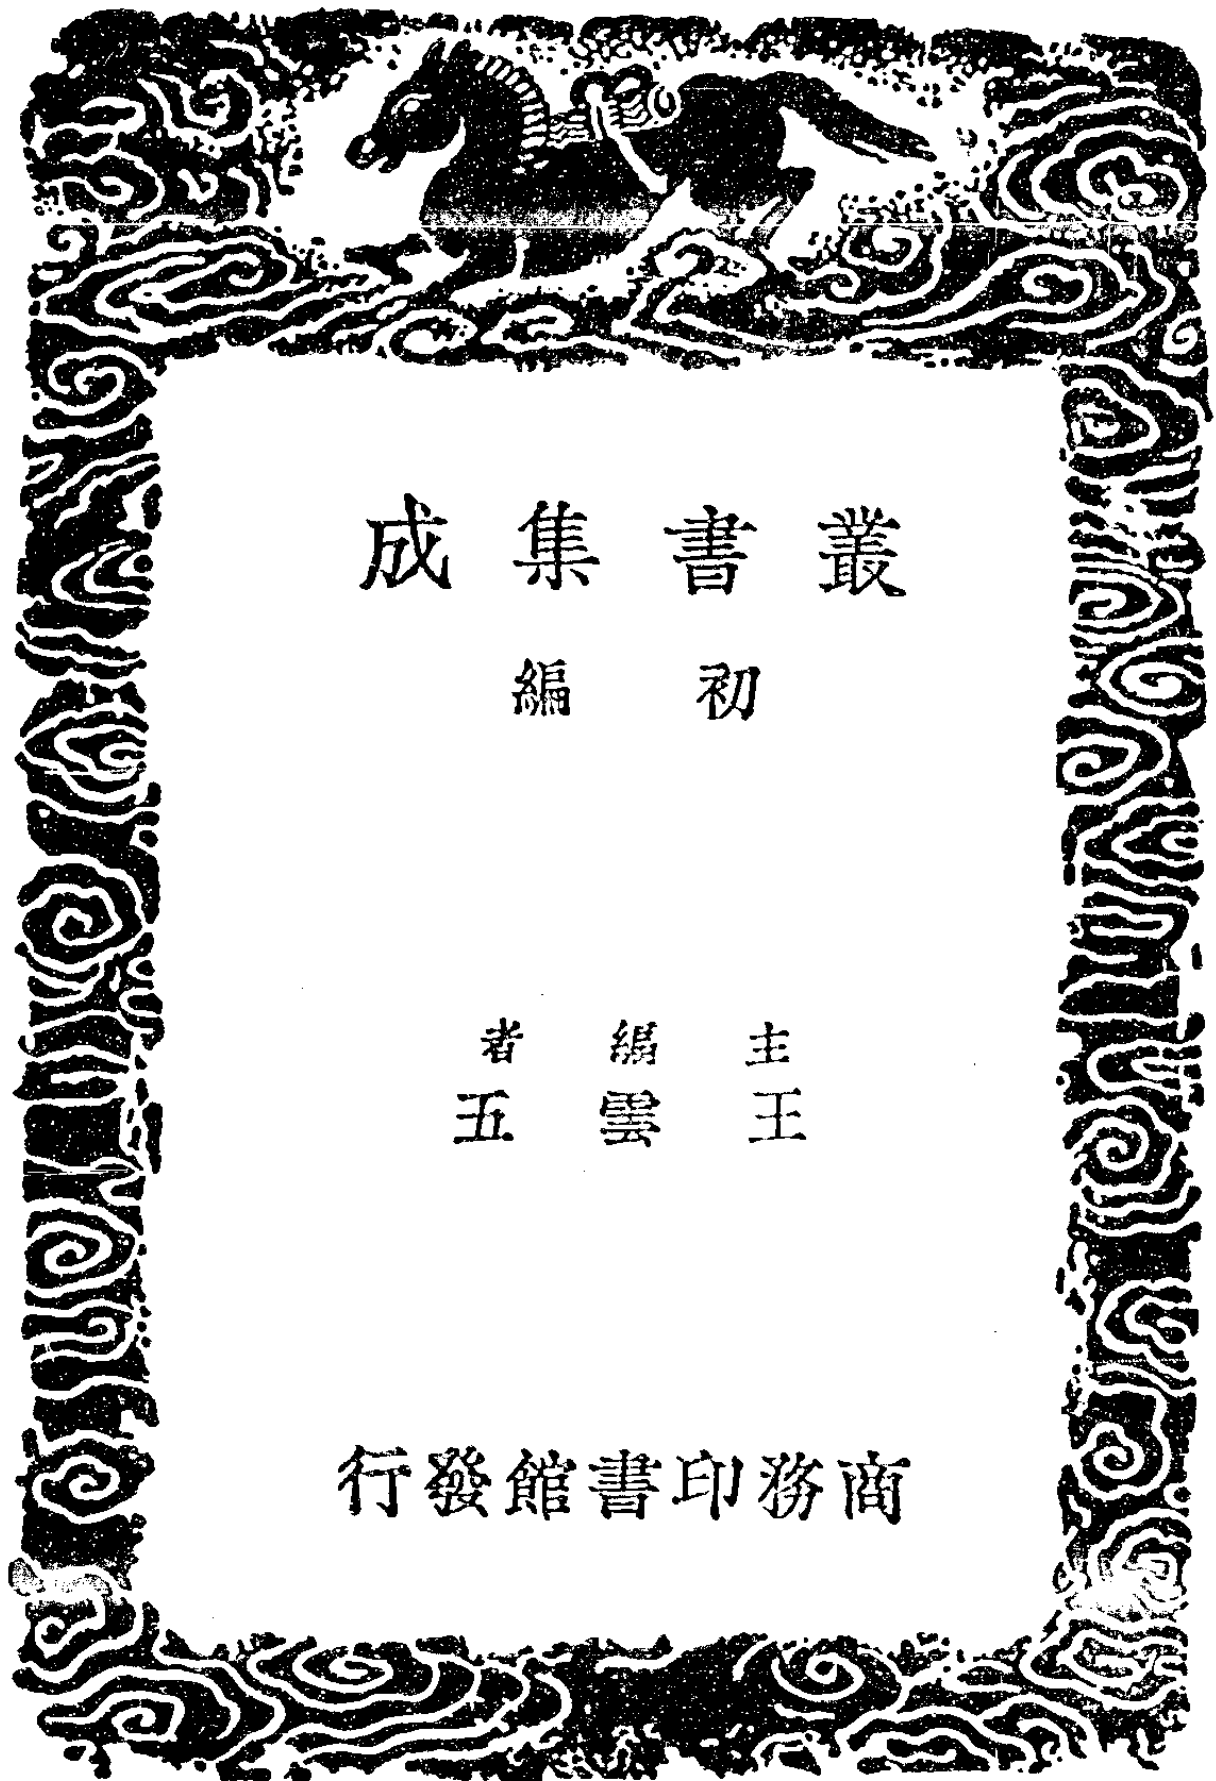 叢書集成
初編
主編者
王雲五
商務印書館發行